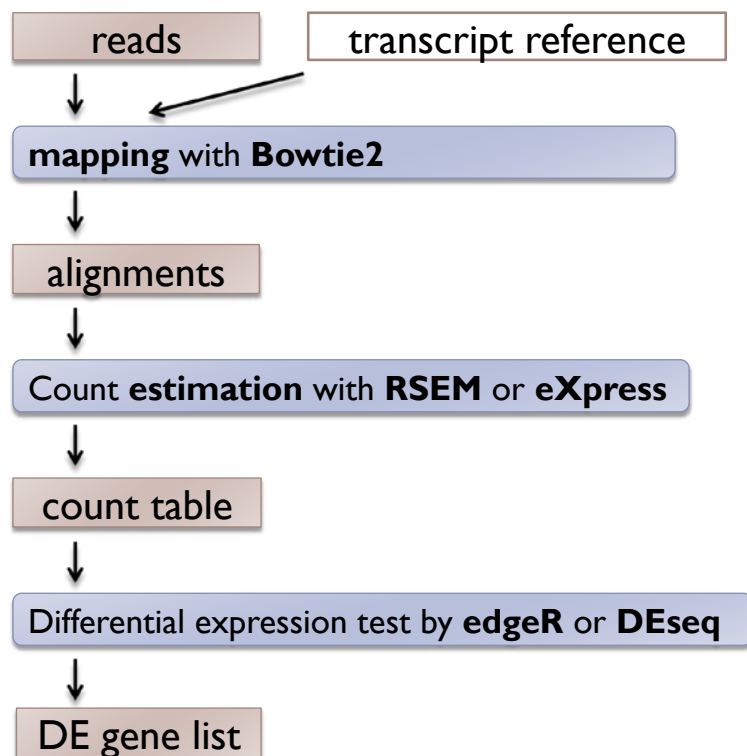 reads
transcript reference
mapping with Bowtie2
alignments
Count estimation with RSEM or eXpress
count table
Differential expression test by edgeR or DEseq
DE gene list